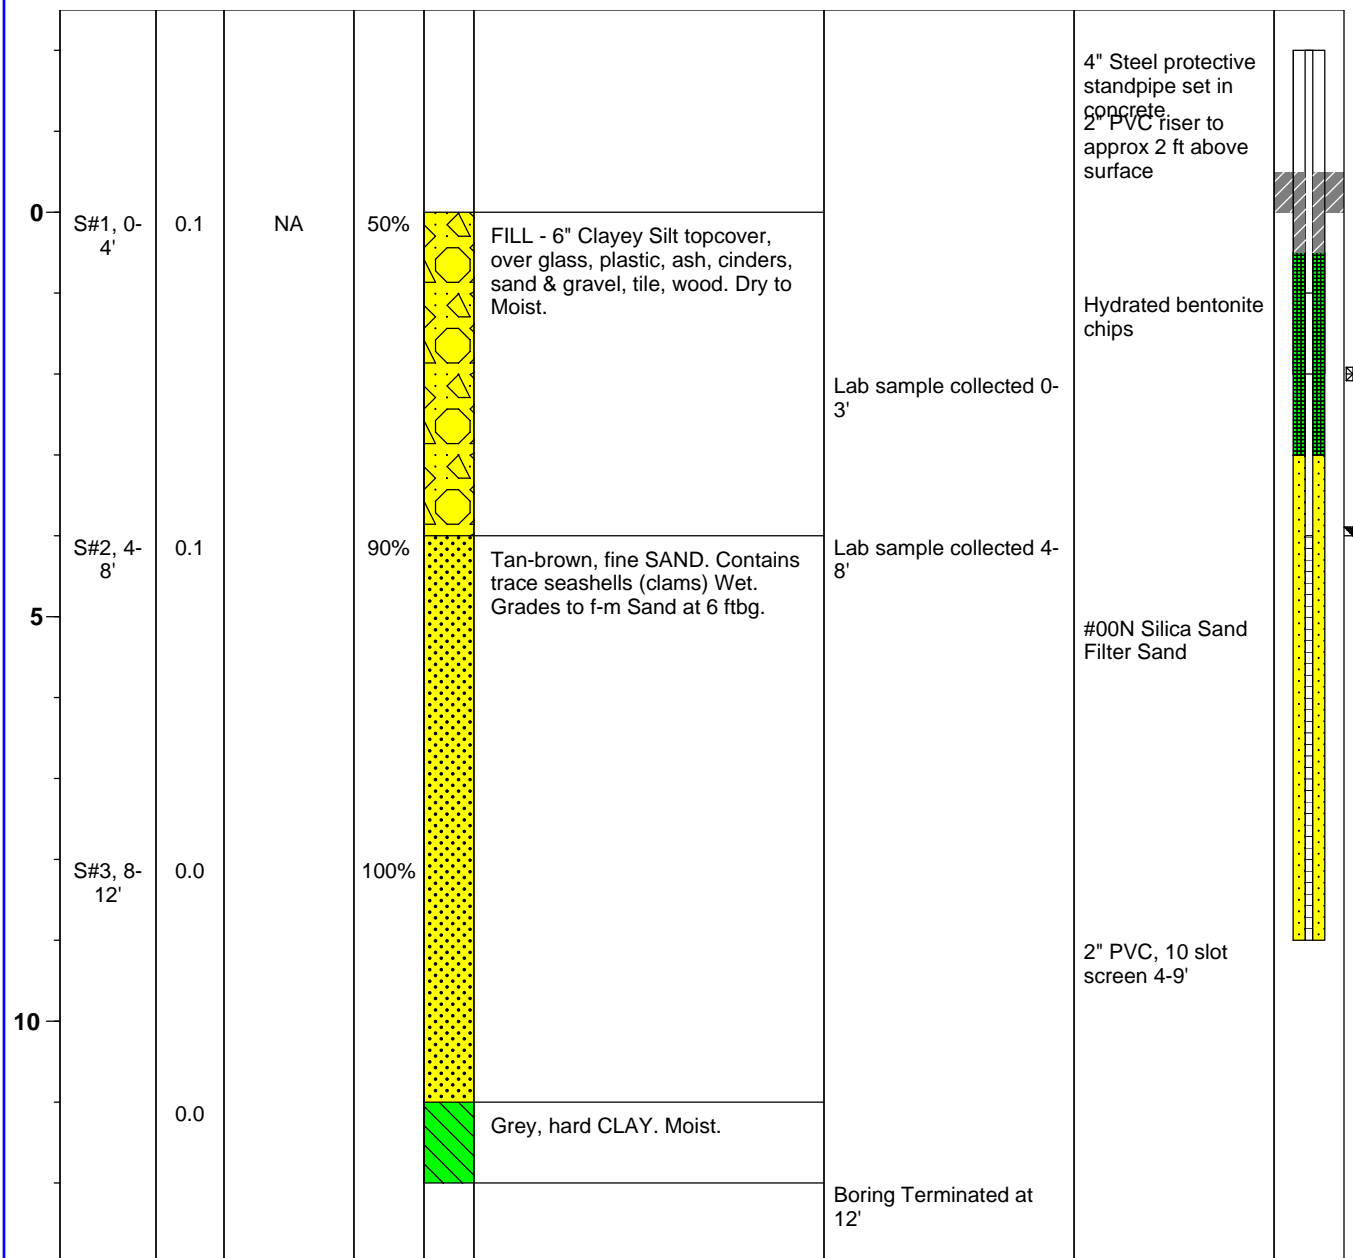 4" Steel protective
standpipe set in
concrete
2" PVC riser to
approx 2 ft above
surface
0
S#1, 0-
4'
0.1
NA
50%
FILL - 6" Clayey Silt topcover,
over glass, plastic, ash, cinders,
sand & gravel, tile, wood. Dry to
Moist.
Hydrated bentonite
chips
Lab sample collected 0-
3'
S#2, 4-
8'
0.1
90%
Tan-brown, fine SAND. Contains
trace seashells (clams) Wet.
Grades to f-m Sand at 6 ftbg.
Lab sample collected 4-
8'
5
#00N Silica Sand
Filter Sand
S#3, 8-
12'
0.0
100%
2" PVC, 10 slot
screen 4-9'
10
0.0
Grey, hard CLAY. Moist.
Boring Terminated at
12'